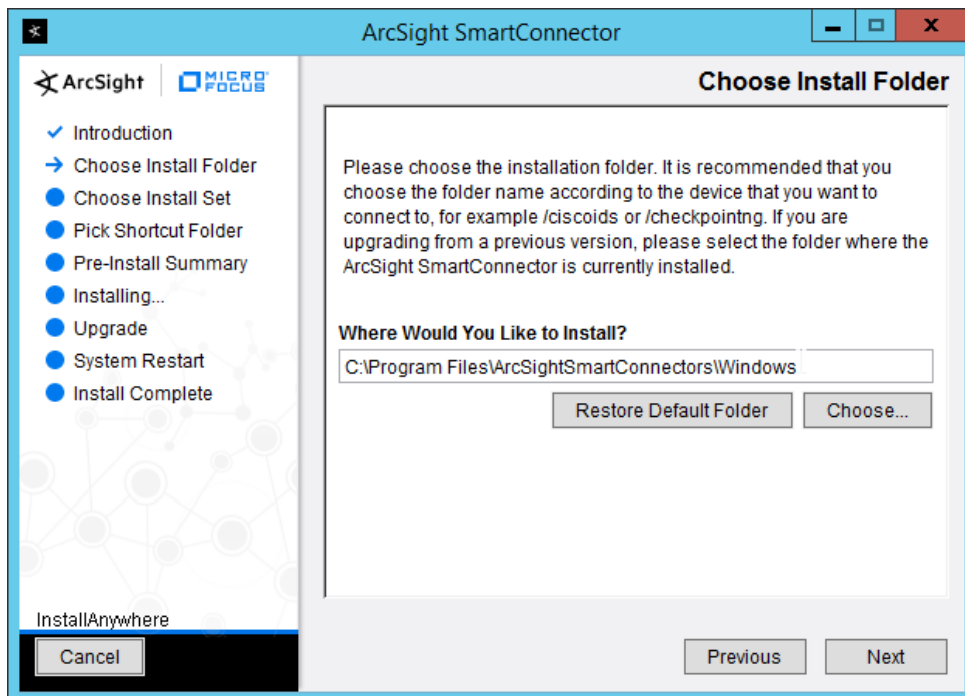 ArcSight SmartConnector
ArcSight
MICRO
FOCUS
Choose Install Folder
Introduction
Choose Install Folder
Choose Install Set
Pick Shortcut Folder
Pre-Install Summary
Installing...
Upgrade
System Restart
Install Complete
Please choose the installation folder. It is recommended that you
choose the folder name according to the device that you want to
connect to, for example /ciscoids or /checkpointng. If you are
upgrading from a previous version, please select the folder where the
ArcSight SmartConnector is currently installed.
Where Would You Like to Install?
C:\Program Files\ArcSightSmartConnectors\Windows
Restore Default Folder
Choose...
InstallAnywhere
Cancel
Previous
Next